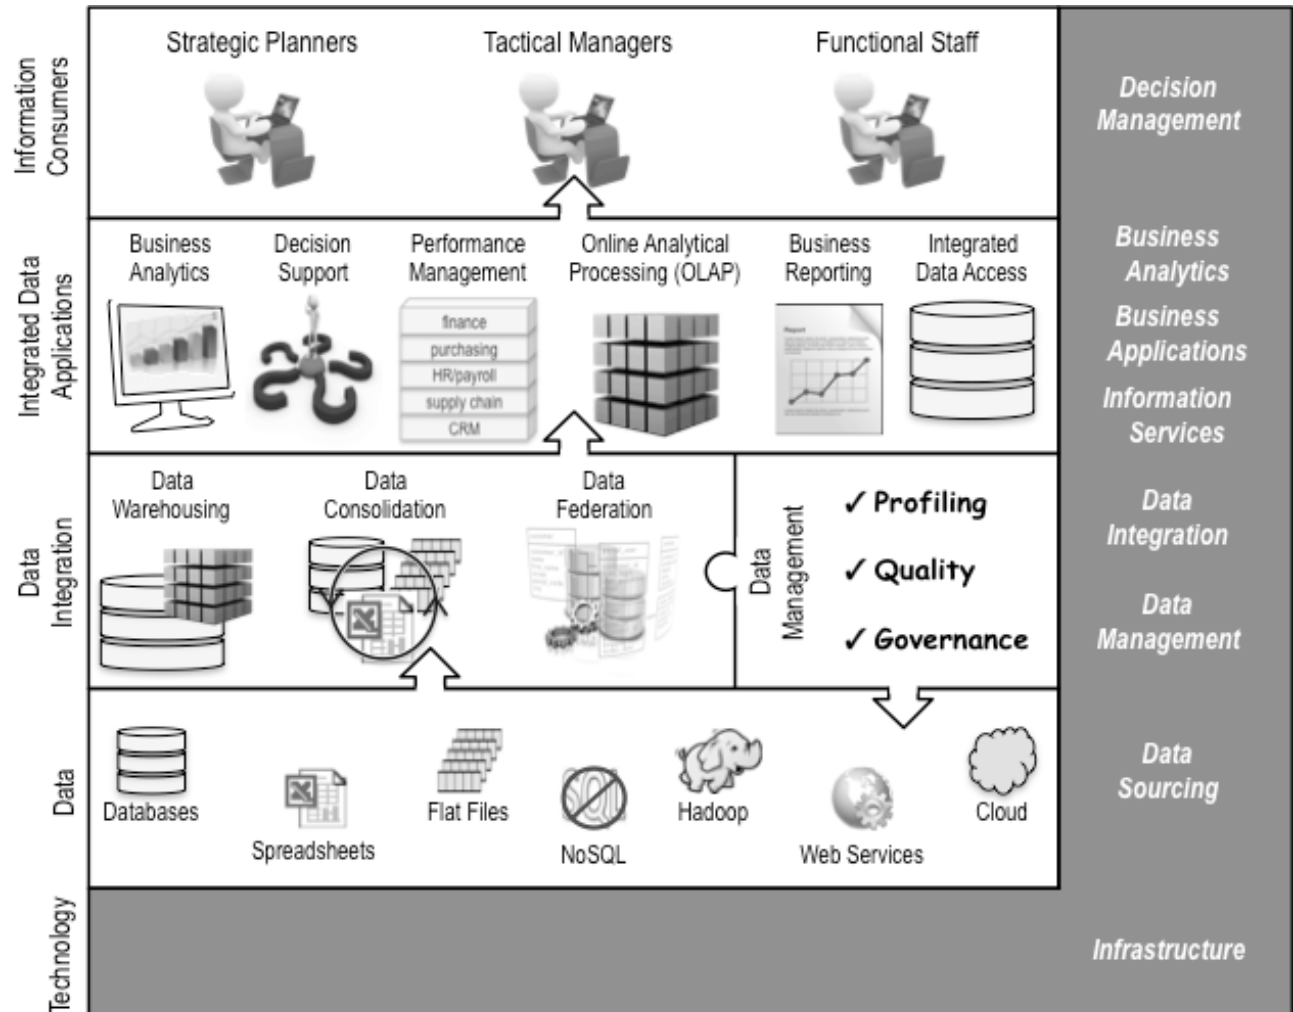 Information
Consumers
Strategic Planners
Tactical Managers
Functional Staff
Decision
Management
Integrated Data
Applications
Business
Analytics
Decision
Support
Performance
Management
finance
purchasing
HR/payroll
supply chain
CRM
Online Analytical
Processing (OLAP)
Business
Reporting
Report
Integrated
Data Access
Business
Analytics
Business
Applications
Information
Services
Data
Integration
Data
Warehousing
Data
Consolidation
Data
Federation
Data
Management
✓ Profiling
✓ Quality
✓ Governance
Data
Integration
Data
Management
Data
Databases
Spreadsheets
Flat Files
SQL
NoSQL
Hadoop
Web Services
Cloud
Data
Sourcing
Technology
Infrastructure